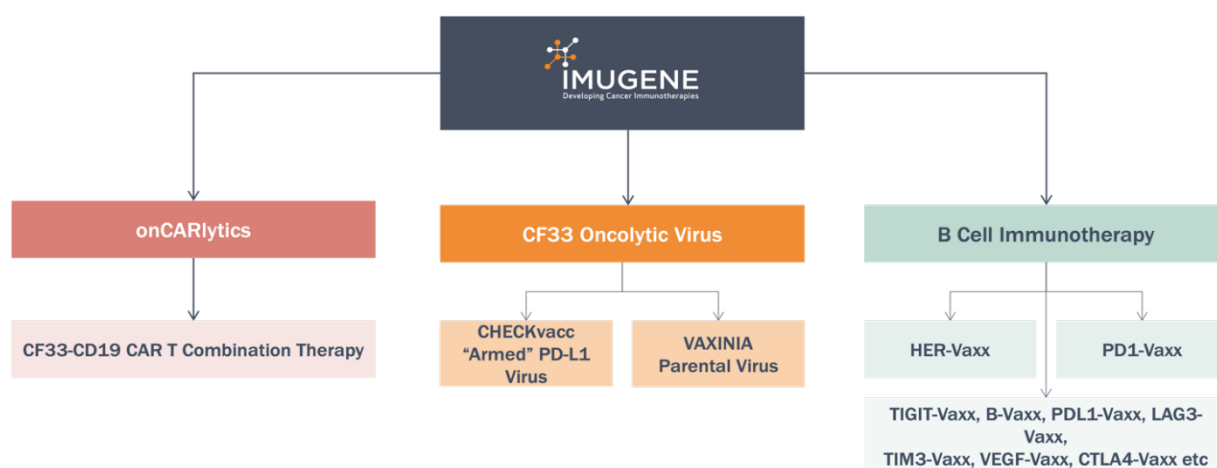 IMUGENE
Developing Cancer Immunotherapies
onCARlytics
CF33 Oncolytic Virus
B Cell Immunotherapy
CF33-CD19 CAR T Combination Therapy
CHECKvacc
“Armed” PD-L1
Virus
VAXINIA
Parental Virus
HER-Vaxx
PD1-Vaxx
TIGIT-Vaxx, B-Vaxx, PDL1-Vaxx, LAG3-
Vaxx,
TIM3-Vaxx, VEGF-Vaxx, CTLA4-Vaxx etc